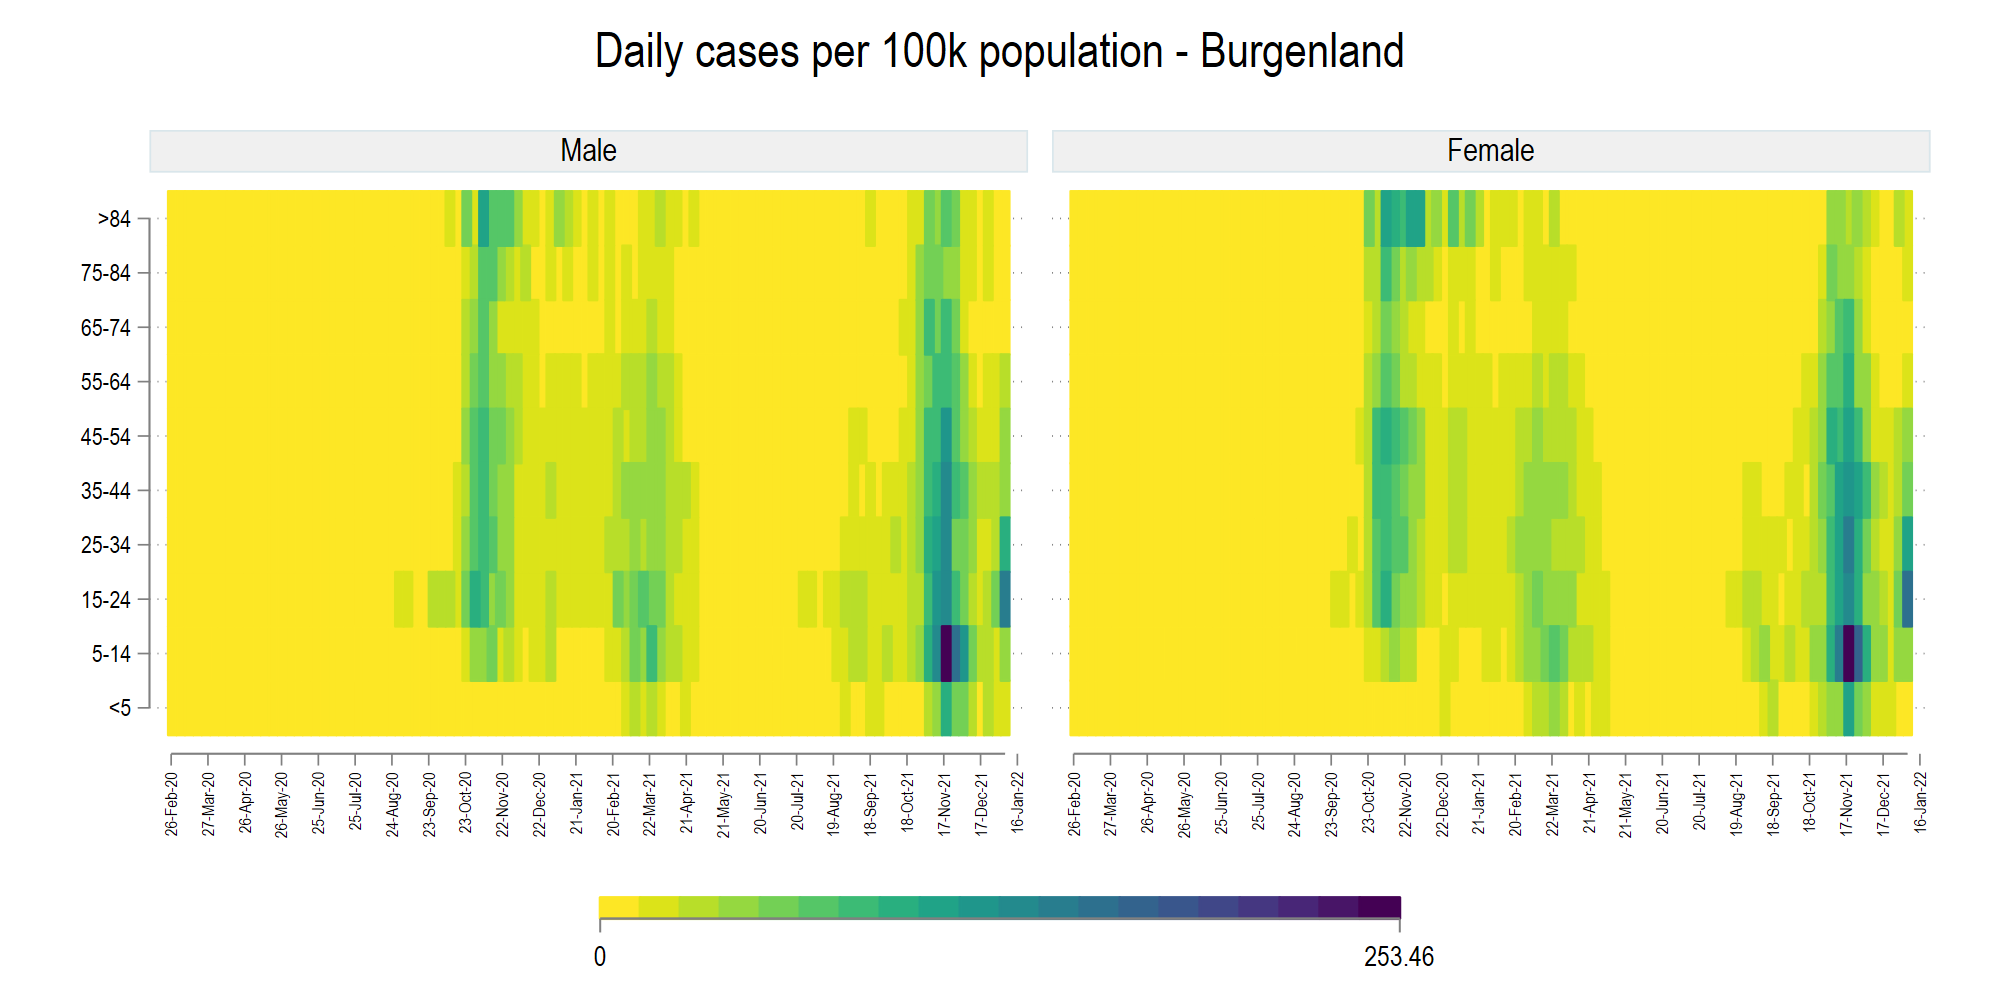 Daily cases per 100k population - Burgenland
Male
Female
>84
75-84
65-74
55-64
45-54
35-44
25-34
15-24
5-14
<5
26-Feb-20
27-Mar-20
26-Apr-20
26-May-20
25-Jun-20
25-Jul-20
24-Aug-20
23-Sep-20
23-Oct-20
22-Nov-20
22-Dec-20
21-Jan-21
20-Feb-21
22-Mar-21
21-Apr-21
21-May-21
20-Jun-21
20-Jul-21
19-Aug-21
18-Sep-21
18-Oct-21
17-Nov-21
17-Dec-21
16-Jan-22
26-Feb-20
27-Mar-20
26-Apr-20
26-May-20
25-Jun-20
25-Jul-20
24-Aug-20
23-Sep-20
23-Oct-20
22-Nov-20
22-Dec-20
21-Jan-21
20-Feb-21
22-Mar-21
21-Apr-21
21-May-21
20-Jun-21
20-Jul-21
19-Aug-21
18-Sep-21
18-Oct-21
17-Nov-21
17-Dec-21
16-Jan-22
0
253.46